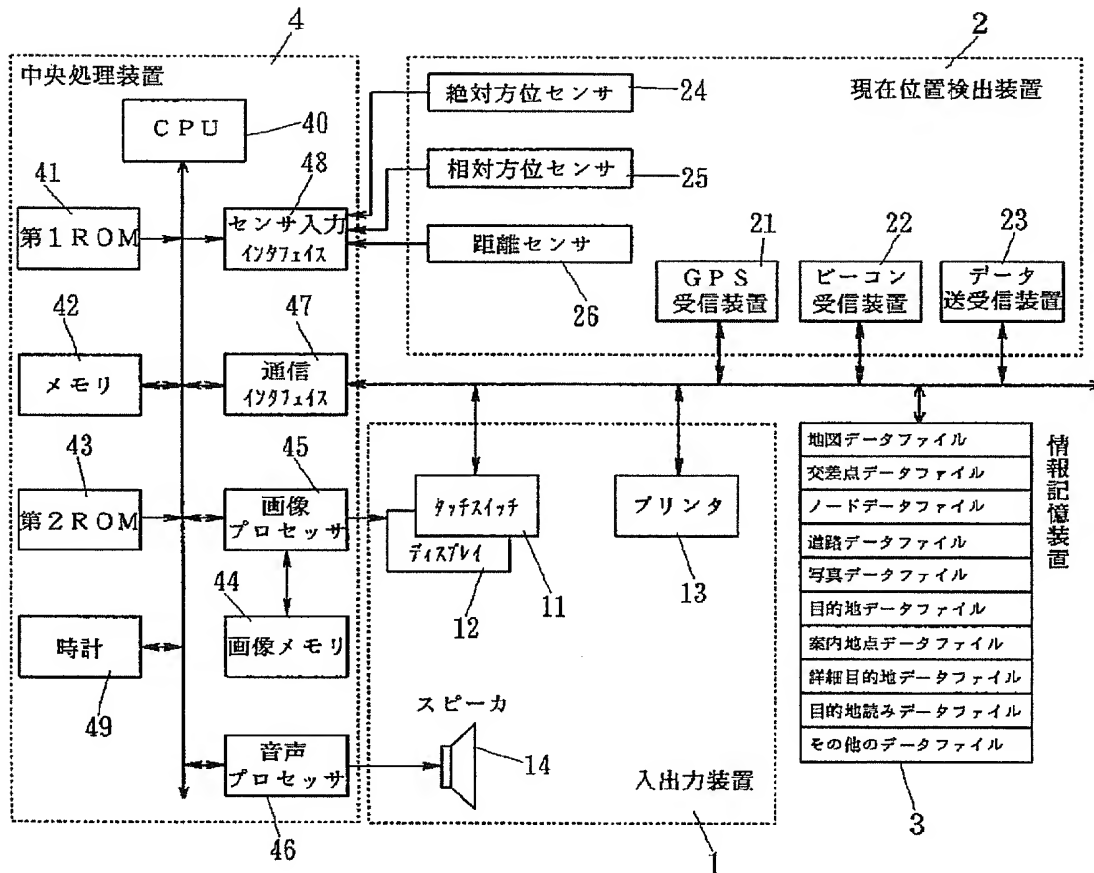 4
中央処理装置
CPU
40
41
第1ROM
48
センサ入力
インタフェイス
42
メモリ
47
通信
インタフェイス
43
第2ROM
45
画像
プロセッサ
44
画像メモリ
時計
49
音声
プロセッサ
46
2
現在位置検出装置
絶対方位センサ
24
相対方位センサ
25
距離センサ
26
21
GPS
受信装置
22
ビーコン
受信装置
23
データ
送受信装置
タッチスイッチ
ディスプレイ
11
12
プリンタ
13
スピーカ
14
入出力装置
1
情報記憶装置
地図データファイル
交差点データファイル
ノードデータファイル
道路データファイル
写真データファイル
目的地データファイル
案内地点データファイル
詳細目的地データファイル
目的地読みデータファイル
その他のデータファイル
3